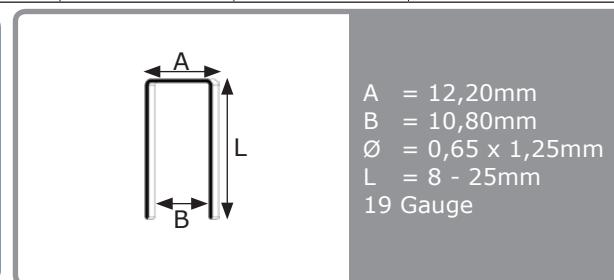 A
L
B
A = 12,20mm
B = 10,80mm
Ø = 0,65 x 1,25mm
L = 8 - 25mm
19 Gauge